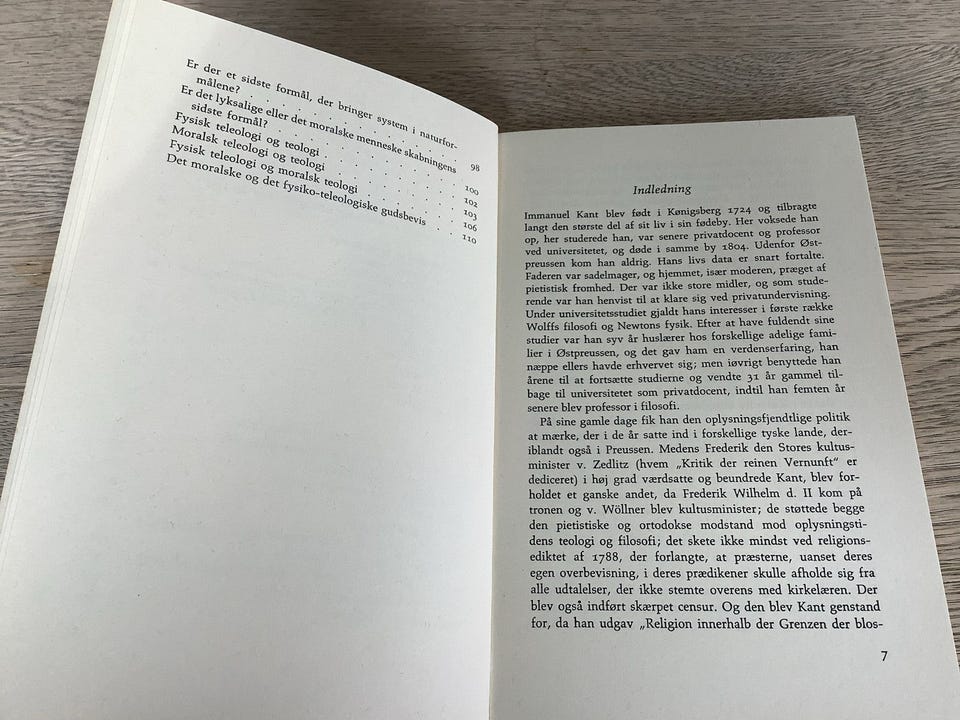 Er der et sidste formål, der bringer system i naturfor-
målene? . . . . . . . . . . 98
Er det lyksalige eller det moralske menneske skabningens
sidste formål? . . . . . . . . . 100
Fysisk teleologi og teologi . . . . . . . 102
Moralsk teleologi og teologi . . . . . . . 103
Fysisk teleologi og moralsk teologi . . . . . 106
Det moralske og det fysiko-teleologiske gudsbevis . . 110
Indledning
Immanuel Kant blev født i Kønigsberg 1724 og tilbragte
langt den største del af sit liv i sin fødeby. Her voksede han
op, her studerede han, var senere privatdocent og professor
ved universitetet, og døde i samme by 1804. Udenfor Øst-
preussen kom han aldrig. Hans livs data er snart fortalte.
Faderen var sadelmager, og hjemmet, især moderen, præget af
pietistisk fromhed. Der var ikke store midler, og som stude-
rende var han henvist til at klare sig ved privatundervisning.
Under universitetsstudiet gjaldt hans interesser i første række
Wolffs filosofi og Newtons fysik. Efter at have fuldendt sine
studier var han syv år huslærer hos forskellige adelige fami-
lier i Østpreussen, og det gav ham en verdenserfaring, han
næppe ellers havde erhvervet sig; men iøvrigt benyttede han
årene til at fortsætte studierne og vendte 31 år gammel til-
bage til universitetet som privatdocent, indtil han femten år
senere blev professor i filosofi.
På sine gamle dage fik han den oplysningsfjendtlige politik
at mærke, der i de år satte ind i forskellige tyske lande, der-
iblandt også i Preussen. Medens Frederik den Stores kultus-
minister v. Zedlitz (hvem „Kritik der reinen Vernunft“ er
dediceret) i høj grad værdsatte og beundrede Kant, blev for-
holdet et ganske andet, da Frederik Wilhelm d. II kom på
tronen og v. Wöllner blev kultusminister; de støttede begge
den pietistiske og ortodokse modstand mod oplysningsti-
dens teologi og filosofi; det skete ikke mindst ved religions-
ediktet af 1788, der forlangte, at præsterne, uanset deres
egen overbevisning, i deres prædikener skulle afholde sig fra
alle udtalelser, der ikke stemte overens med kirkelæren. Der
blev også indført skærpet censur. Og den blev Kant genstand
for, da han udgav „Religion innerhalb der Grenzen der blos-
7